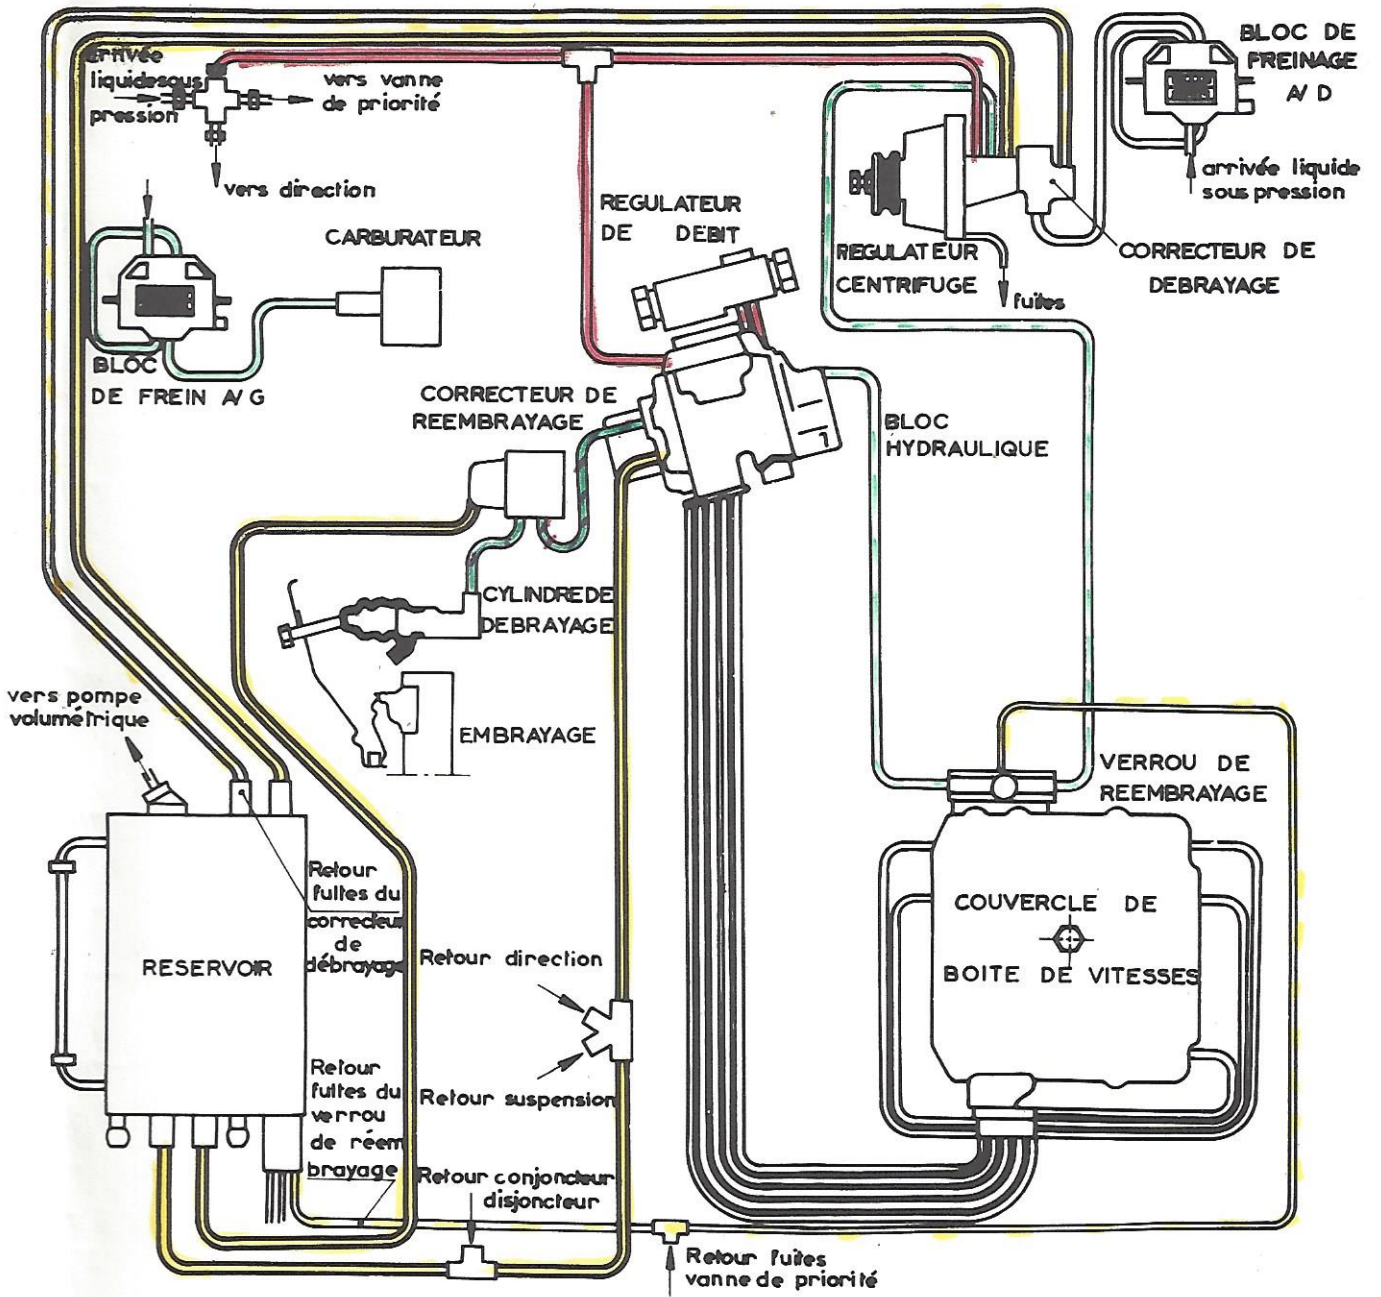 BLOC DE
FREINAGE
A/D
arrivée
liquide sous
pression
vers vanne
de priorité
vers direction
arrivée liquide
sous pression
REGULATEUR
DE DEBIT
CARBURATEUR
REGULATEUR
CENTRIFUGE
fuites
CORRECTEUR DE
DEBRAYAGE
BLOC
DE FREIN A/G
CORRECTEUR DE
REEMBRAYAGE
BLOC
HYDRAULIQUE
CYLINDRE DE
DEBRAYAGE
vers pompe
volumétrique
EMBRAYAGE
VERROU DE
REEMBRAYAGE
Retour
fuites du
correcteur
de
débrayage
RESERVOIR
Retour direction
COUVERCLE DE
BOITE DE VITESSES
Retour
fuites du
verrou
de réem
brayage
Retour suspension
Retour conjoncteur
disjoncteur
Retour fuites
vanne de priorité